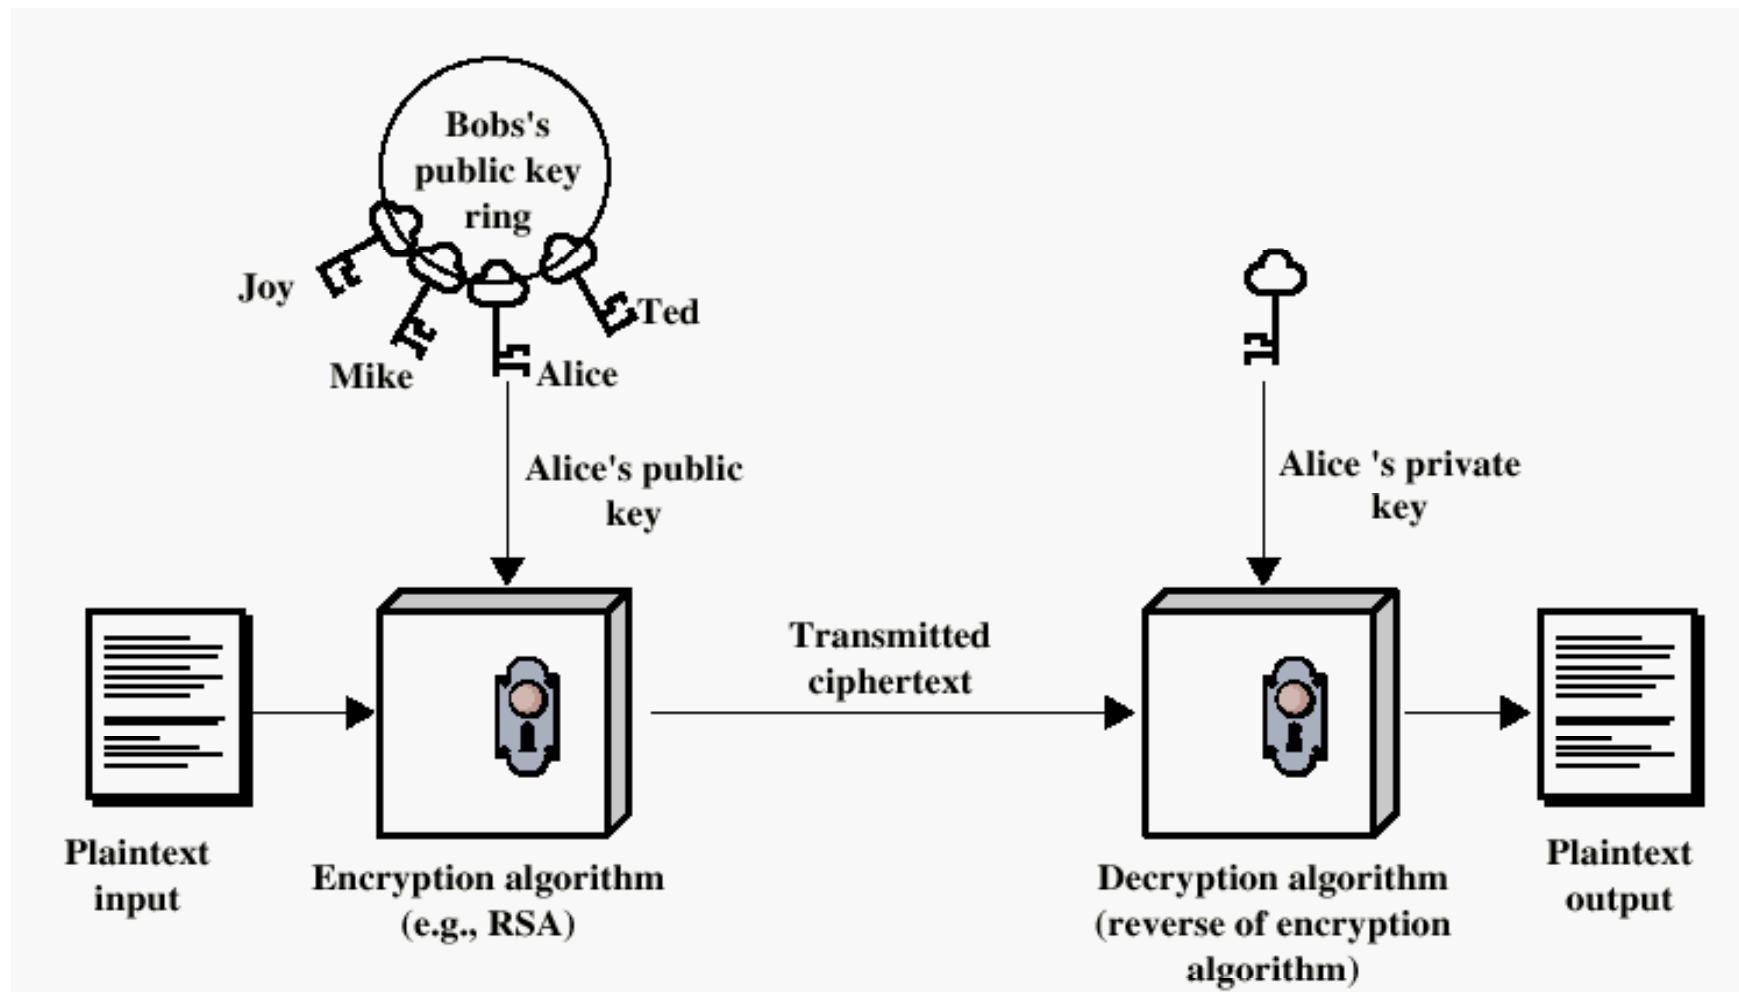 Bobs's
public key
ring
Joy
Mike
Alice
Ted
Alice's public
key
Alice 's private
key
Transmitted
ciphertext
Plaintext
input
Encryption algorithm
(e.g., RSA)
Decryption algorithm
(reverse of encryption
algorithm)
Plaintext
output